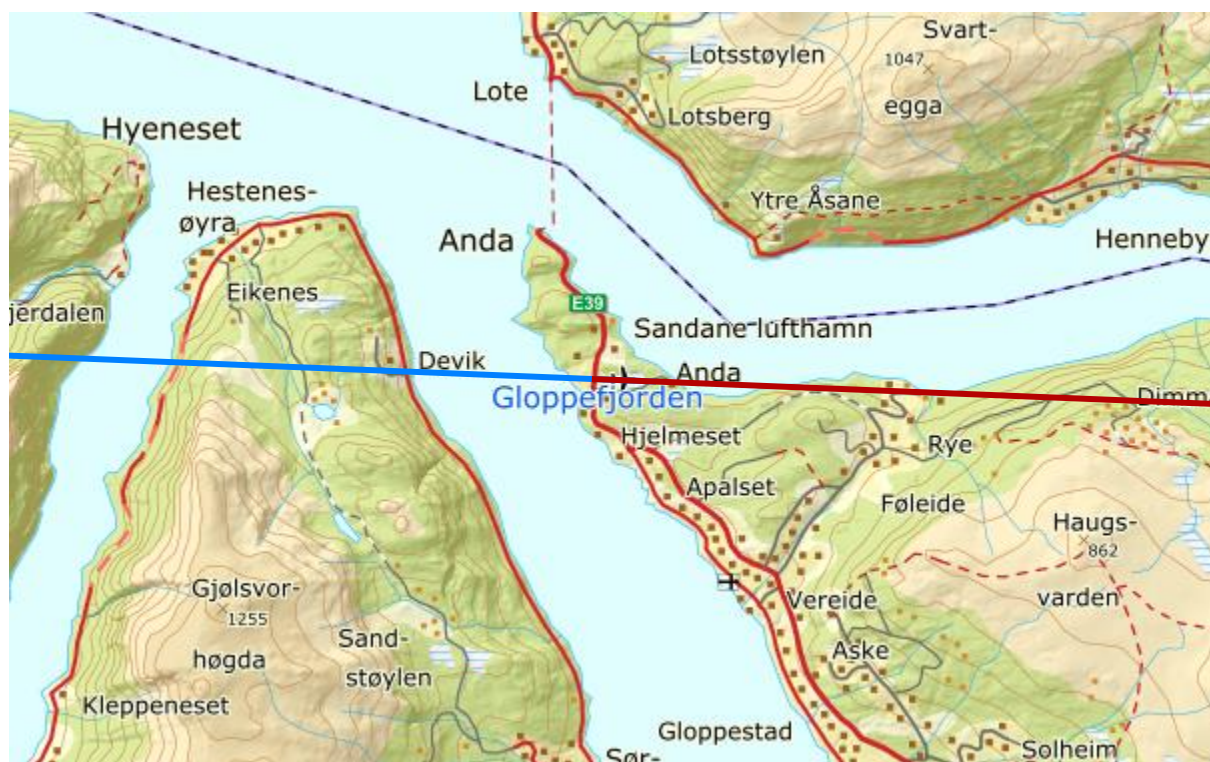 Svart-
1047
egga
Lotsstøylen
Lote
Lotsberg
Hyeneset
Hestenes-
øyra
Ytre Åsane
Anda
Henneby
Eikenes
E39
jerdalen
Sandane lufthamn
Anda
Devik
Gloppefjorden
Dimm
Hjelmeset
Rye
Apalset
Føleide
Haugs-
862
varden
Gjølsvor-
1255
høgda
Vereide
Sand-
støylen
Aske
Kleppeneset
Gloppestad
Solheim
Sør-